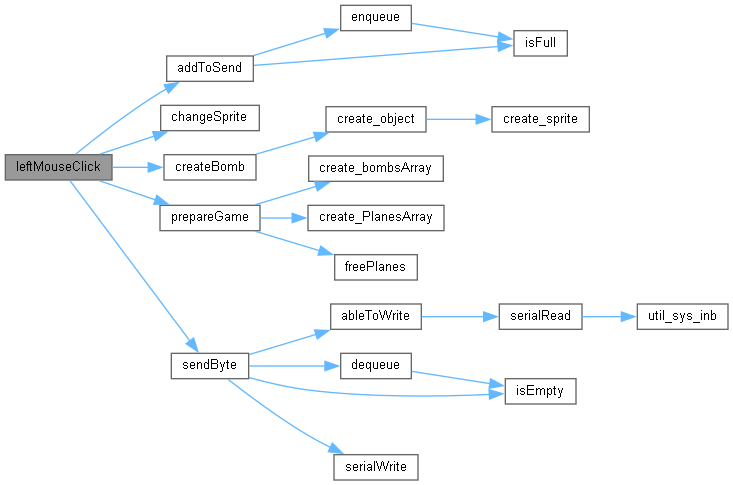 enqueue
isFull
addToSend
changeSprite
create_object
create_sprite
leftMouseClick
createBomb
create_bombsArray
prepareGame
create_PlanesArray
freePlanes
ableToWrite
serialRead
util_sys_inb
sendByte
dequeue
isEmpty
serialWrite